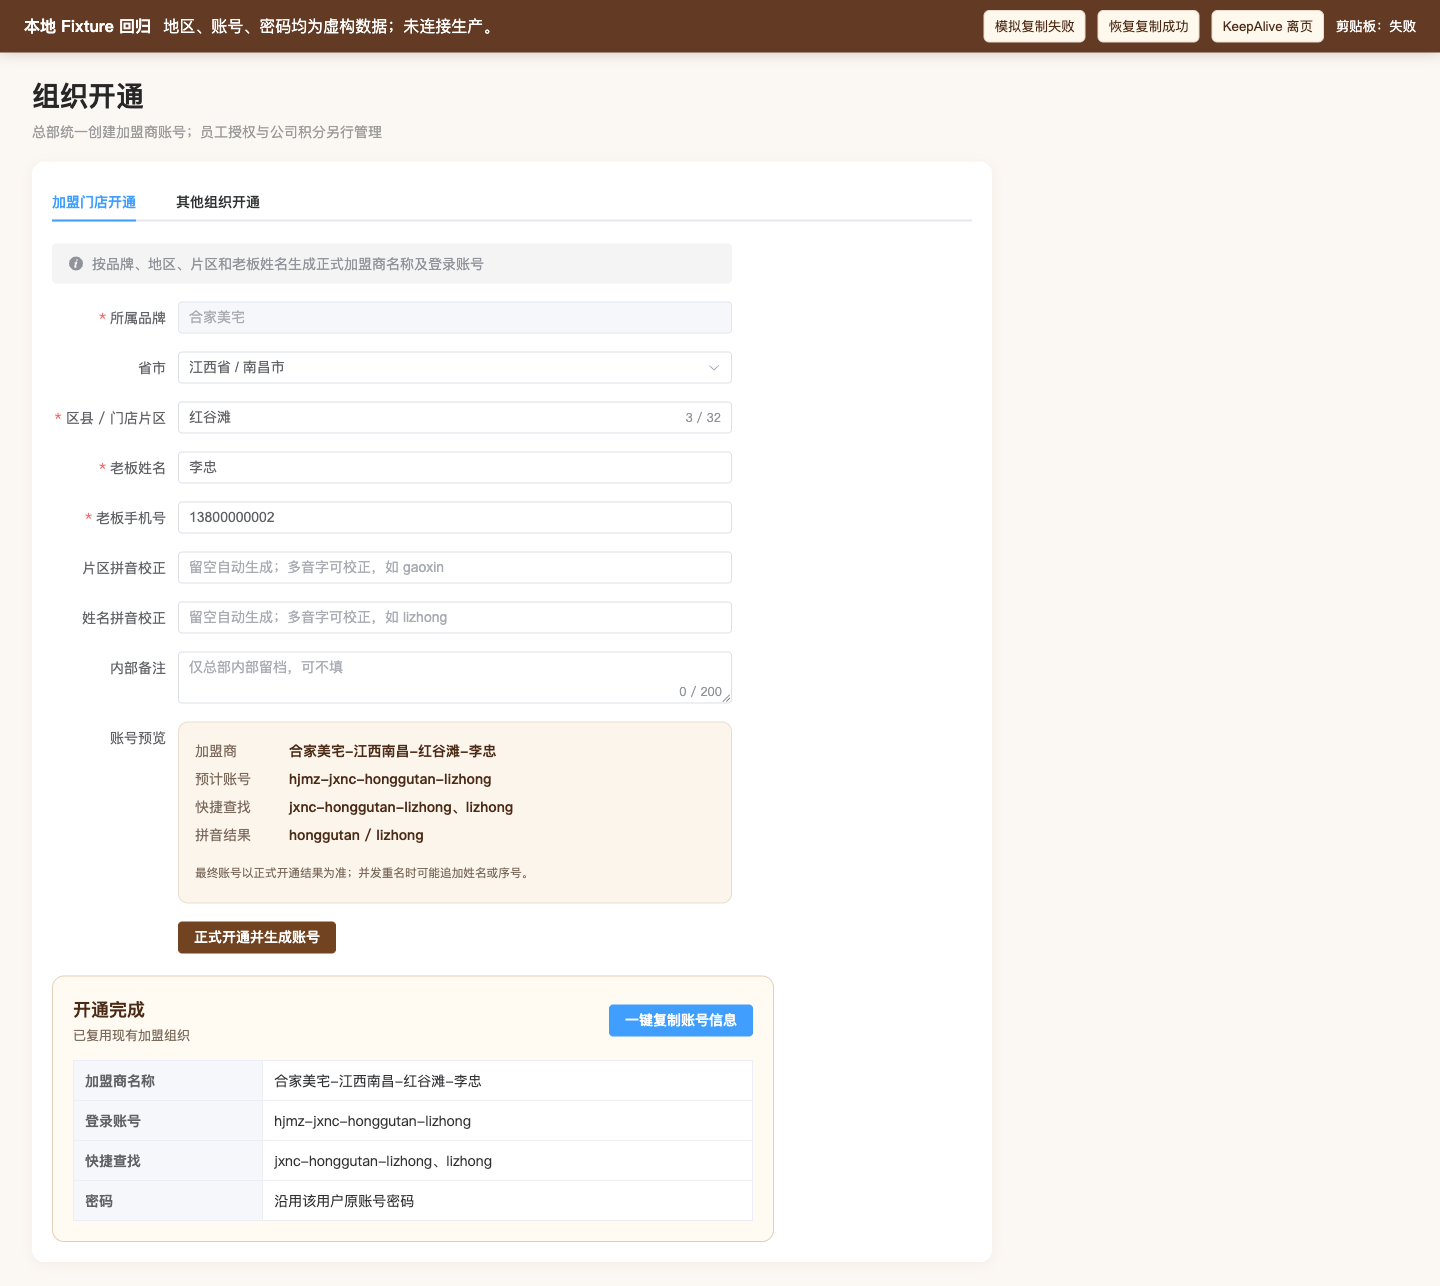 本地 Fixture 回归 地区、账号、密码均为虚构数据；未连接生产。 模拟复制失败 恢复复制成功 KeepAlive 离页 剪贴板：失败
组织开通
总部统一创建加盟商账号；员工授权与公司积分另行管理
加盟门店开通 其他组织开通
按品牌、地区、片区和老板姓名生成正式加盟商名称及登录账号
* 所属品牌 合家美宅
省市 江西省 / 南昌市
* 区县 / 门店片区 红谷滩 3 / 32
* 老板姓名 李忠
* 老板手机号 13800000002
片区拼音校正 留空自动生成；多音字可校正，如 gaoxin
姓名拼音校正 留空自动生成；多音字可校正，如 lizhong
内部备注 仅总部内部留档，可不填
0 / 200
账号预览
加盟商 合家美宅-江西南昌-红谷滩-李忠
预计账号 hjmz-jxnc-honggutan-lizhong
快捷查找 jxnc-honggutan-lizhong、lizhong
拼音结果 honggutan / lizhong
最终账号以正式开通结果为准；并发重名时可能追加姓名或序号。
正式开通并生成账号
开通完成
已复用现有加盟组织
一键复制账号信息
加盟商名称 合家美宅-江西南昌-红谷滩-李忠
登录账号 hjmz-jxnc-honggutan-lizhong
快捷查找 jxnc-honggutan-lizhong、lizhong
密码 沿用该用户原账号密码